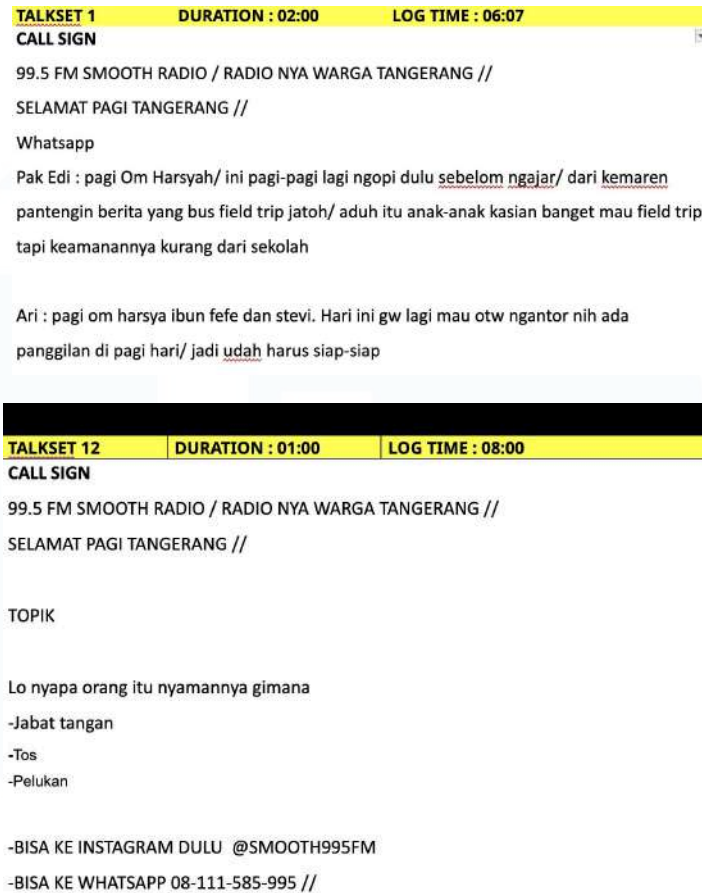 TALKSET 1 DURATION : 02:00 LOG TIME : 06:07
CALL SIGN
99.5 FM SMOOTH RADIO / RADIO NYA WARGA TANGERANG //
SELAMAT PAGI TANGERANG //
Whatsapp
Pak Edi : pagi Om Harsyah/ ini pagi-pagi lagi ngopi dulu sebelom ngajar/ dari kemaren
pantengin berita yang bus field trip jatoh/ aduh itu anak-anak kasian banget mau field trip
tapi keamanannya kurang dari sekolah
Ari : pagi om harsya ibun fefe dan stevi. Hari ini gw lagi mau otw ngantor nih ada
panggilan di pagi hari/ jadi udah harus siap-siap
TALKSET 12 DURATION : 01:00 LOG TIME : 08:00
CALL SIGN
99.5 FM SMOOTH RADIO / RADIO NYA WARGA TANGERANG //
SELAMAT PAGI TANGERANG //
TOPIK
Lo nyapa orang itu nyamannya gimana
-Jabat tangan
-Tos
-Pelukan
-BISA KE INSTAGRAM DULU @SMOOTH995FM
-BISA KE WHATSAPP 08-111-585-995 //